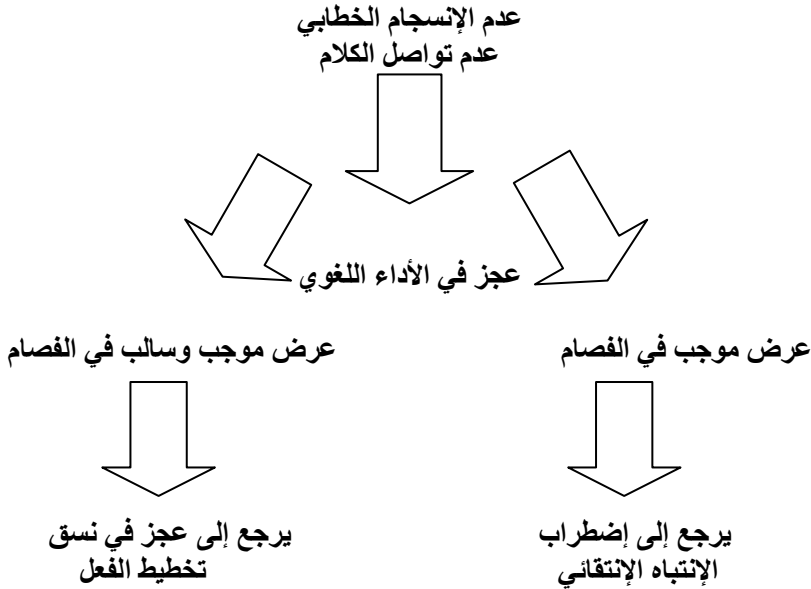 عدم الإنسجام الخطابي
عدم تواصل الكلام
عجز في الأداء اللغوي
عرض موجب في الفصام
عرض موجب وسالب في الفصام
يرجع إلى إضطراب
الإنتباه الإنتقائي
يرجع إلى عجز في نسق
تخطيط الفعل